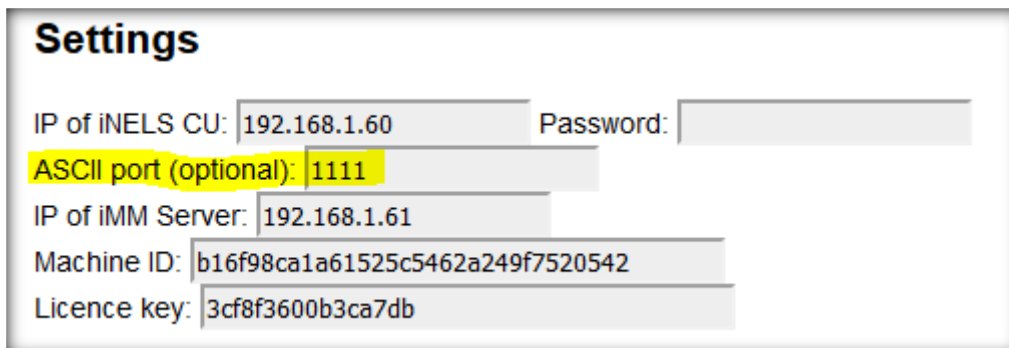 Settings
IP of iNELS CU: 192.168.1.60 Password:
ASCII port (optional): 1111
IP of iMM Server: 192.168.1.61
Machine ID: b16f98ca1a61525c5462a249f7520542
Licence key: 3cf8f3600b3ca7db